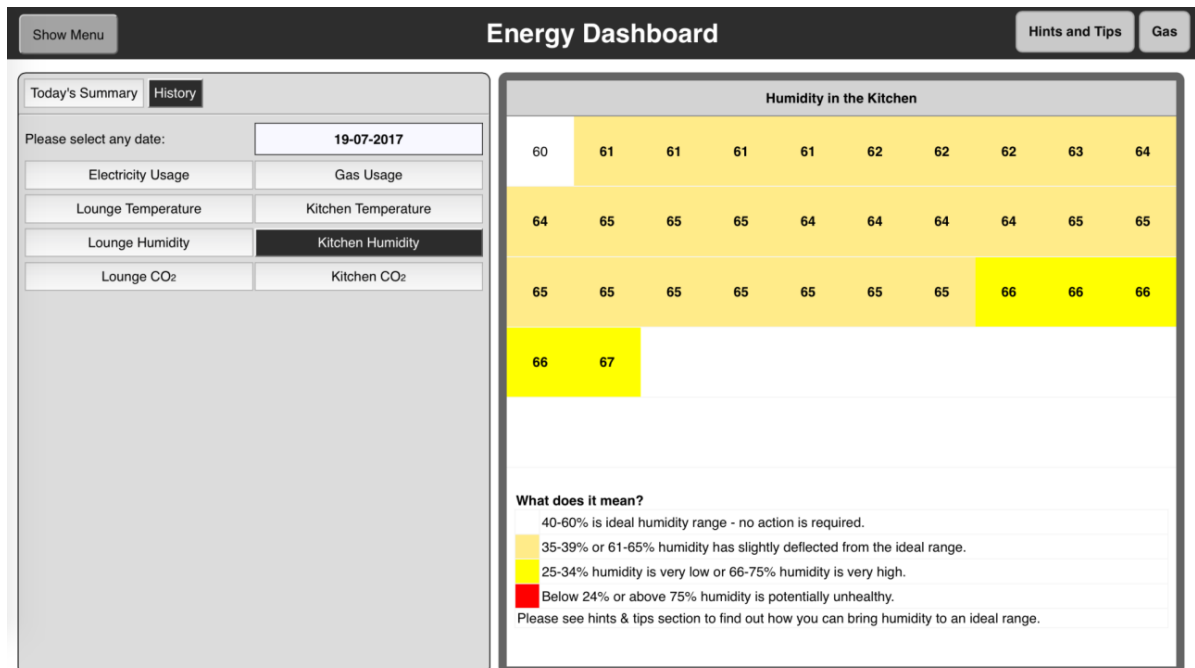 Show Menu
Energy Dashboard
Hints and Tips
Gas
Today's Summary
History
Please select any date:
19-07-2017
Electricity Usage
Gas Usage
Lounge Temperature
Kitchen Temperature
Lounge Humidity
Kitchen Humidity
Lounge CO2
Kitchen CO2
Humidity in the Kitchen
60 61 61 61 61 62 62 62 63 64
64 65 65 65 64 64 64 64 65 65
65 65 65 65 65 65 65 66 66 66
66 67
What does it mean?
40-60% is ideal humidity range - no action is required.
35-39% or 61-65% humidity has slightly deflected from the ideal range.
25-34% humidity is very low or 66-75% humidity is very high.
Below 24% or above 75% humidity is potentially unhealthy.
Please see hints & tips section to find out how you can bring humidity to an ideal range.